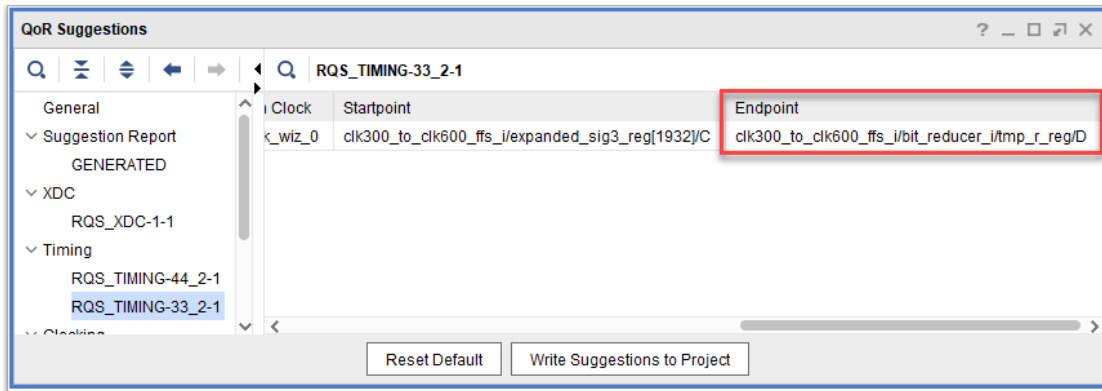 QoR Suggestions
RQS_TIMING-33_2-1
General
Suggestion Report
GENERATED
XDC
RQS_XDC-1-1
Timing
RQS_TIMING-44_2-1
RQS_TIMING-33_2-1
Clocking
Clock Startpoint Endpoint
k_wiz_0 clk300_to_clk600_ffs_i/expanded_sig3_reg[1932]/C clk300_to_clk600_ffs_i/bit_reducer_i/tmp_r_reg/D
Reset Default Write Suggestions to Project